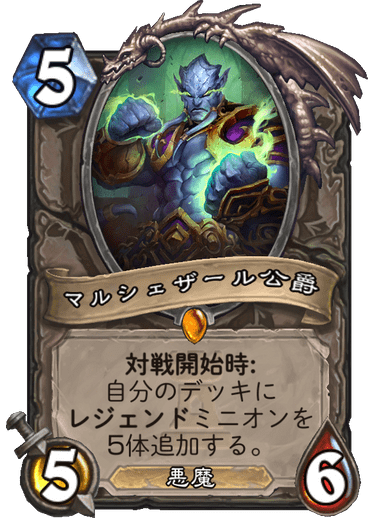 5
マルシェザール公爵
対戦開始時:
自分のデッキに
レジェンドミニオンを
5体追加する。
悪魔
5
6